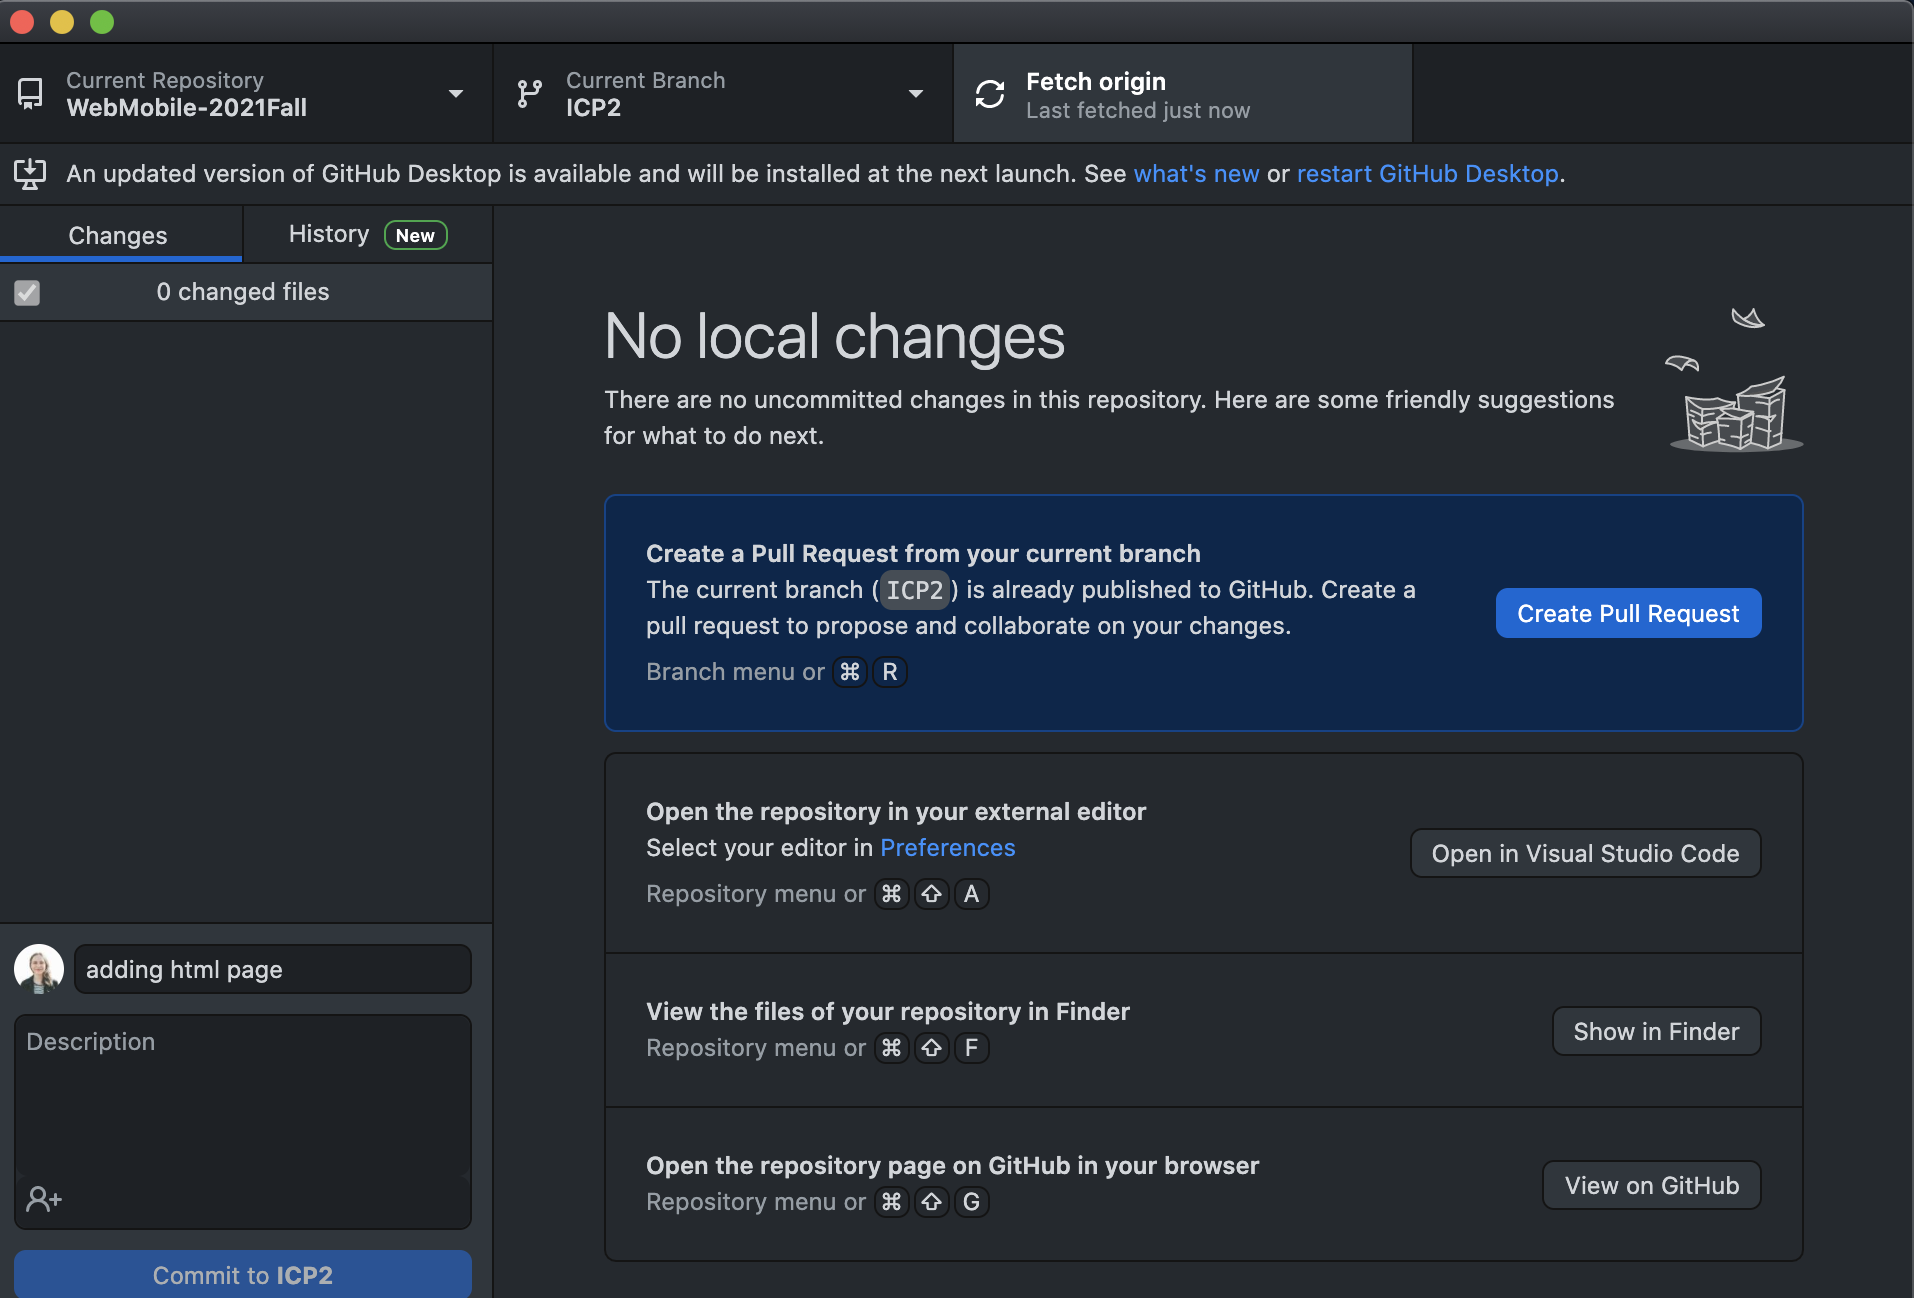 Current Repository
WebMobile-2021Fall
Current Branch
ICP2
Fetch origin
Last fetched just now
An updated version of GitHub Desktop is available and will be installed at the next launch. See what's new or restart GitHub Desktop.
Changes
History New
0 changed files
No local changes
There are no uncommitted changes in this repository. Here are some friendly suggestions
for what to do next.
Create a Pull Request from your current branch
The current branch (ICP2) is already published to GitHub. Create a
pull request to propose and collaborate on your changes.
Branch menu or ⌘ R
Create Pull Request
Open the repository in your external editor
Select your editor in Preferences
Repository menu or ⌘ ⇧ A
Open in Visual Studio Code
View the files of your repository in Finder
Repository menu or ⌘ ⇧ F
Show in Finder
Open the repository page on GitHub in your browser
Repository menu or ⌘ ⇧ G
View on GitHub
adding html page
Description
Commit to ICP2